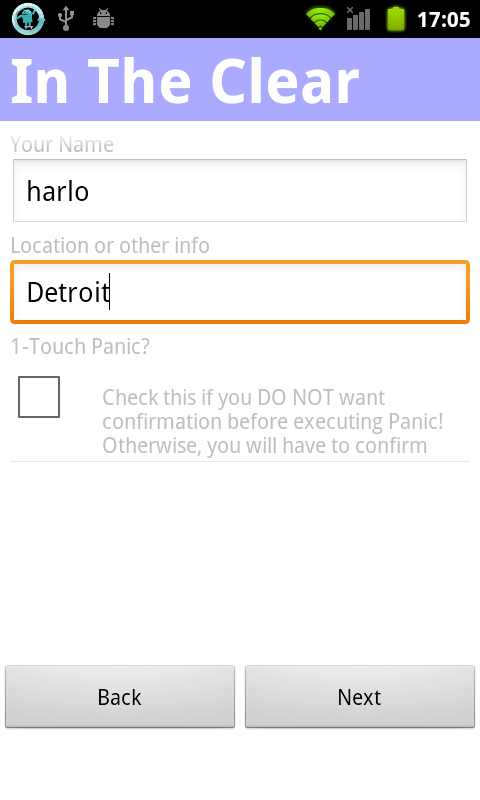 17:05
In The Clear
Your Name
harlo
Location or other info
Detroit
1-Touch Panic?
Check this if you DO NOT want
confirmation before executing Panic!
Otherwise, you will have to confirm
Back
Next